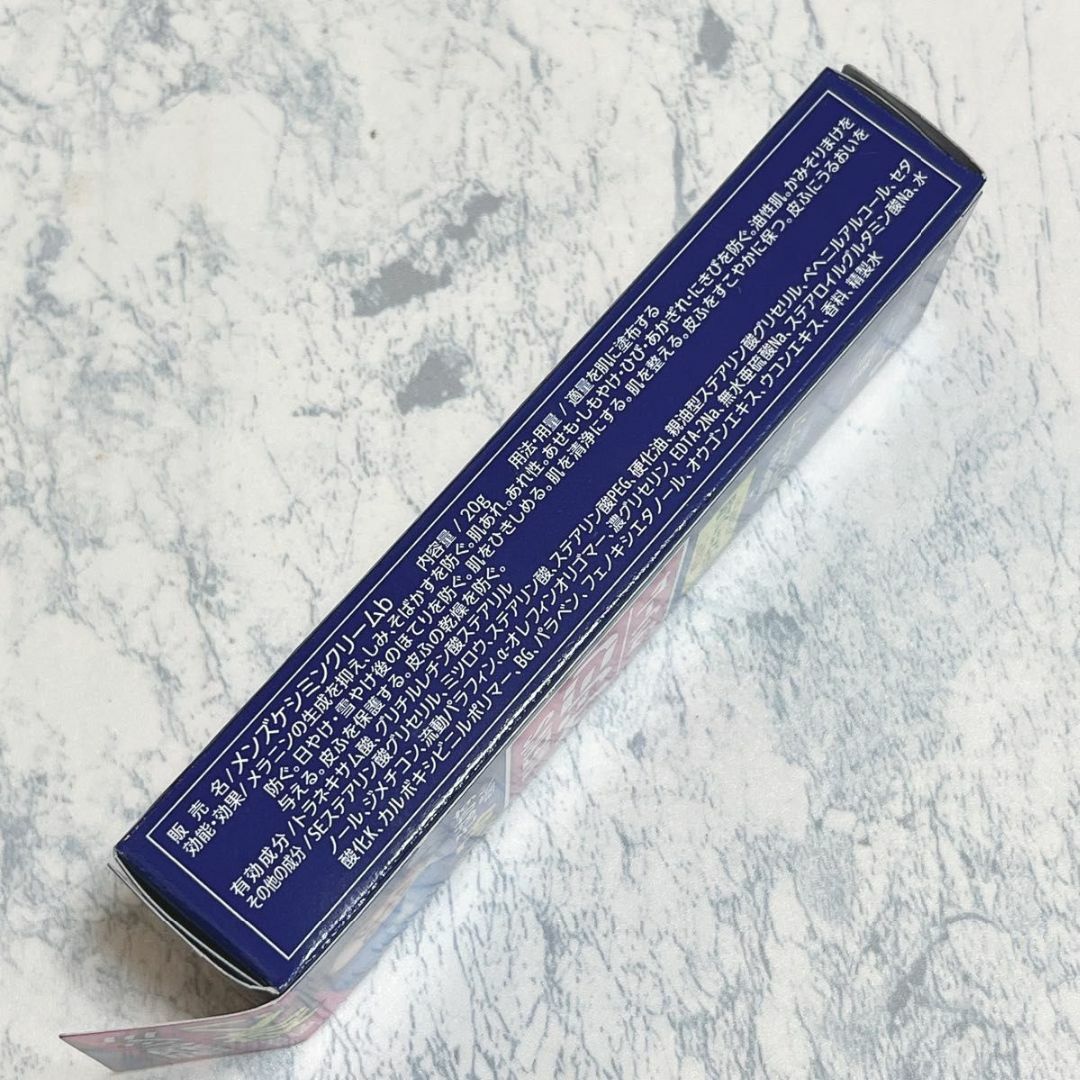 販売名/メンズケシミンクリームb　内容量/20g　用法・用量/適量を肌に塗布する
効能・効果/メラニンの生成を抑え、しみ、そばかすを防ぐ。肌あれ。あれ性。あせも・しもやけ・ひび・あかぎれ・にきびを防ぐ。油性肌。かみそりまけを
防ぐ。日やけ・雪やけ後のほてりを防ぐ。肌をひきしめる。肌を清浄にする。肌を整える。皮ふをすこやかに保つ。皮ふにうるおいを
与える。皮ふを保護する。皮ふの乾燥を防ぐ。
有効成分/トラネキサム酸、グリチルレチン酸ステアリル
その他の成分/SEステアリン酸グリセリル、ミツロウ、ステアリン酸、ステアリン酸PEG、硬化油、親油型ステアリン酸グリセリル、ベヘニルアルコール、セタ
ノール、ジメチコン、流動パラフィン、α-オレフィンオリゴマー、濃グリセリン、EDTA-2Na、無水亜硫酸Na、ステアロイルグルタミン酸Na、水
酸化K、カルボキシビニルポリマー、BG、パラベン、フェノキシエタノール、オウゴンエキス、ウコンエキス、香料、精製水